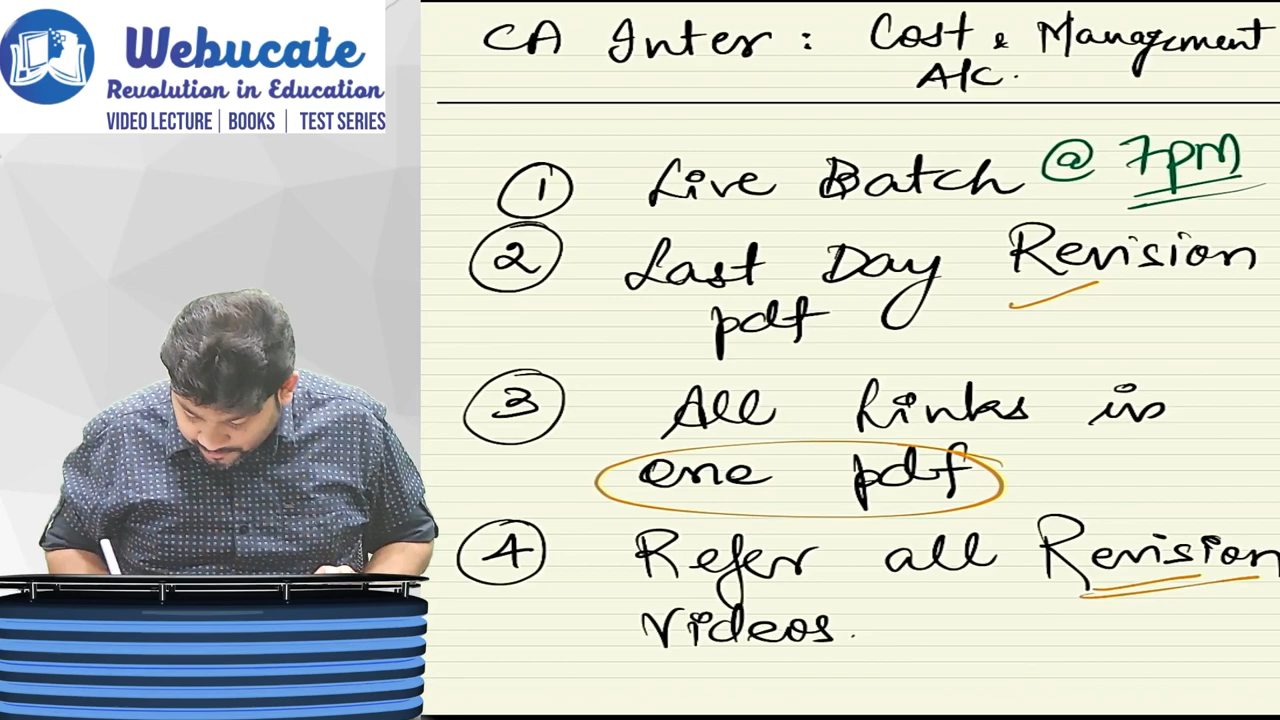 Webucate
Revolution in Education
VIDEO LECTURE | BOOKS | TEST SERIES
CA Inter : Cost & Management
A/C.
1 Live Batch @ 7pm
2 Last Day Revision
pdf
3 All Links in
one pdf
4 Refer all Revision
Videos.